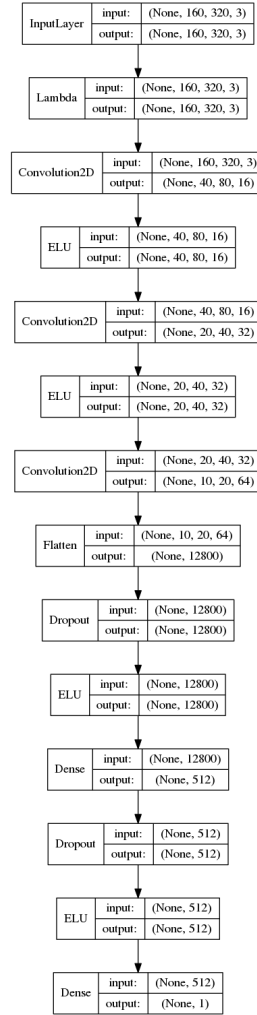 InputLayer input: (None, 160, 320, 3)
output: (None, 160, 320, 3)
Lambda input: (None, 160, 320, 3)
output: (None, 160, 320, 3)
Convolution2D input: (None, 160, 320, 3)
output: (None, 40, 80, 16)
ELU input: (None, 40, 80, 16)
output: (None, 40, 80, 16)
Convolution2D input: (None, 40, 80, 16)
output: (None, 20, 40, 32)
ELU input: (None, 20, 40, 32)
output: (None, 20, 40, 32)
Convolution2D input: (None, 20, 40, 32)
output: (None, 10, 20, 64)
Flatten input: (None, 10, 20, 64)
output: (None, 12800)
Dropout input: (None, 12800)
output: (None, 12800)
ELU input: (None, 12800)
output: (None, 12800)
Dense input: (None, 12800)
output: (None, 512)
Dropout input: (None, 512)
output: (None, 512)
ELU input: (None, 512)
output: (None, 512)
Dense input: (None, 512)
output: (None, 1)